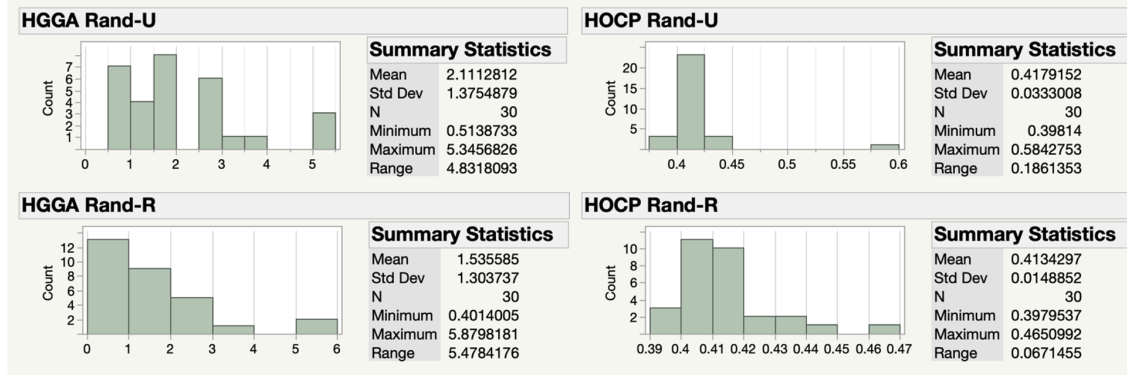 HGGA Rand-U
Count
7
6
5
4
3
2
1
0 1 2 3 4 5
Summary Statistics
Mean 2.1112812
Std Dev 1.3754879
N 30
Minimum 0.5138733
Maximum 5.3456826
Range 4.8318093
HOCP Rand-U
Count
20
15
10
5
0.4 0.45 0.5 0.55 0.6
Summary Statistics
Mean 0.4179152
Std Dev 0.0333008
N 30
Minimum 0.39814
Maximum 0.5842753
Range 0.1861353
HGGA Rand-R
Count
12
10
8
6
4
2
0 1 2 3 4 5 6
Summary Statistics
Mean 1.535585
Std Dev 1.303737
N 30
Minimum 0.4014005
Maximum 5.8798181
Range 5.4784176
HOCP Rand-R
Count
10
8
6
4
2
0.39 0.4 0.41 0.42 0.43 0.44 0.45 0.46 0.47
Summary Statistics
Mean 0.4134297
Std Dev 0.0148852
N 30
Minimum 0.3979537
Maximum 0.4650992
Range 0.0671455